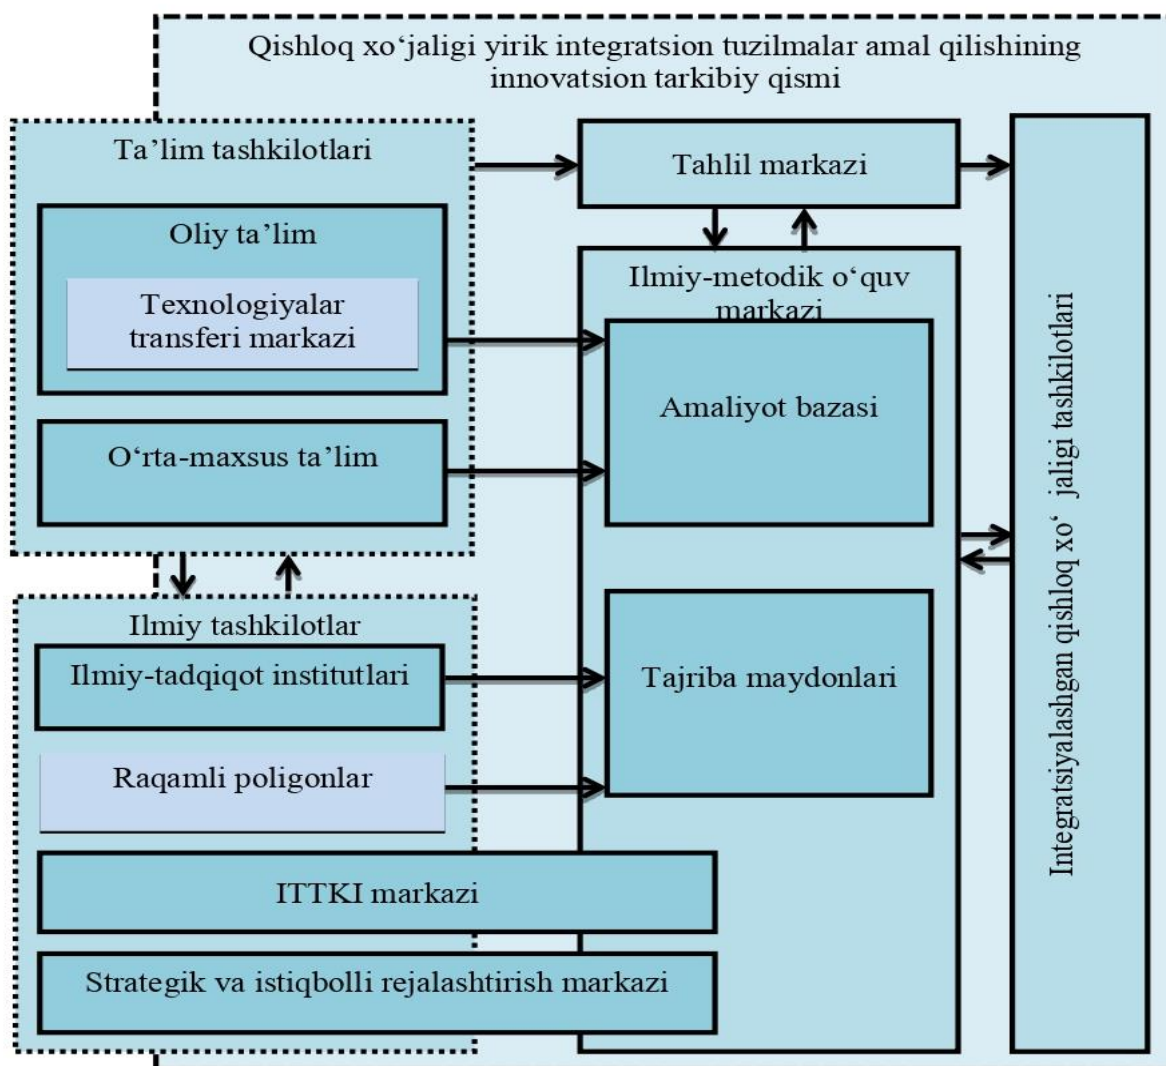 Qishloq xo‘jaligi yirik integratsion tuzilmalar amal qilishining
innovatsion tarkibiy qismi
Ta’lim tashkilotlari
Oliy ta’lim
Texnologiyalar
transferi markazi
O‘rta-maxsus ta’lim
Ilmiy tashkilotlar
Ilmiy-tadqiqot institutlari
Raqamli poligonlar
ITTKI markazi
Strategik va istiqbolli rejalashtirish markazi
Tahlil markazi
Ilmiy-metodik o‘quv
markazi
Amaliyot bazasi
Tajriba maydonlari
Integratsiyalashgan qishloq xo‘ jaligi tashkilotlari